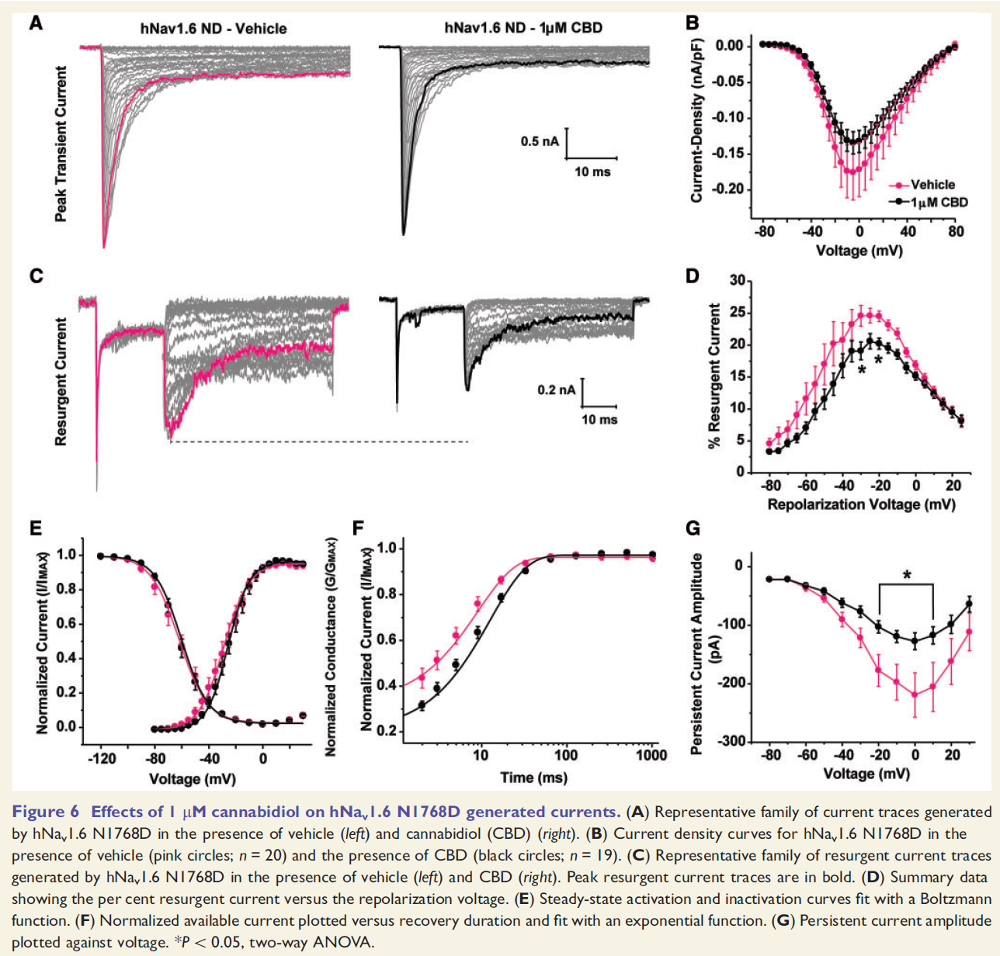 A
hNav1.6 ND - Vehicle
hNav1.6 ND - 1µM CBD
Peak Transient Current
0.5 nA
10 ms
B
Current-Density (nA/pF)
0.00
-0.05
-0.10
-0.15
-0.20
Vehicle
1µM CBD
-80 -40 0 40 80
Voltage (mV)
C
Resurgent Current
0.2 nA
10 ms
D
% Resurgent Current
30
25
20
15
10
5
0
*
*
-80 -60 -40 -20 0 20
Repolarization Voltage (mV)
E
Normalized Current (I/IMAX)
1.0
0.8
0.6
0.4
0.2
0.0
-120 -80 -40 0
Voltage (mV)
Normalized Conductance (G/GMAX)
F
Normalized Current (I/IMAX)
1.0
0.8
0.6
0.4
0.2
10 100 1000
Time (ms)
G
Persistent Current Amplitude
(pA)
0
-100
-200
-300
*
-80 -60 -40 -20 0 20
Voltage (mV)
Figure 6 Effects of 1 µM cannabidiol on hNav1.6 N1768D generated currents. (A) Representative family of current traces generated
by hNav1.6 N1768D in the presence of vehicle (left) and cannabidiol (CBD) (right). (B) Current density curves for hNav1.6 N1768D in the
presence of vehicle (pink circles; n = 20) and the presence of CBD (black circles; n = 19). (C) Representative family of resurgent current traces
generated by hNav1.6 N1768D in the presence of vehicle (left) and CBD (right). Peak resurgent current traces are in bold. (D) Summary data
showing the per cent resurgent current versus the repolarization voltage. (E) Steady-state activation and inactivation curves fit with a Boltzmann
function. (F) Normalized available current plotted versus recovery duration and fit with an exponential function. (G) Persistent current amplitude
plotted against voltage. *P < 0.05, two-way ANOVA.